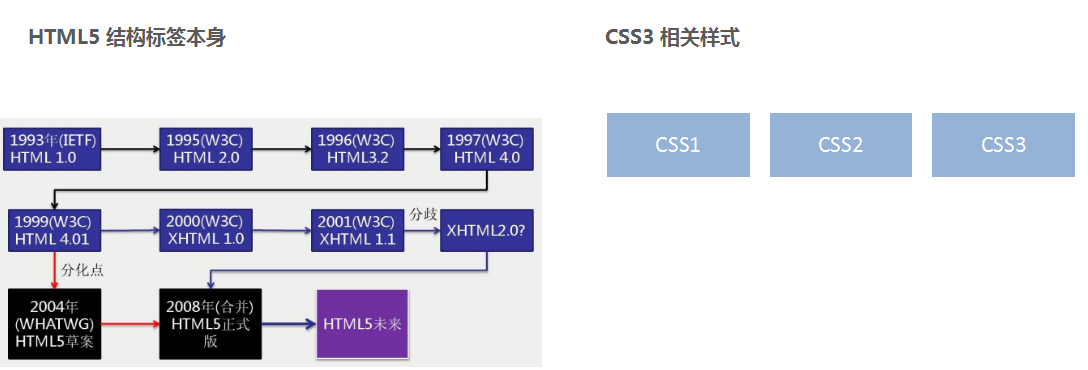 HTML5 结构标签本身
CSS3 相关样式
1993年(IETF)
HTML 1.0
1995(W3C)
HTML 2.0
1996(W3C)
HTML3.2
1997(W3C)
HTML 4.0
1999(W3C)
HTML 4.01
2000(W3C)
XHTML 1.0
2001(W3C)
XHTML 1.1
分歧
XHTML2.0?
分化点
2004年
(WHATWG)
HTML5草案
2008年(合并)
HTML5正式
版
HTML5未来
CSS1
CSS2
CSS3